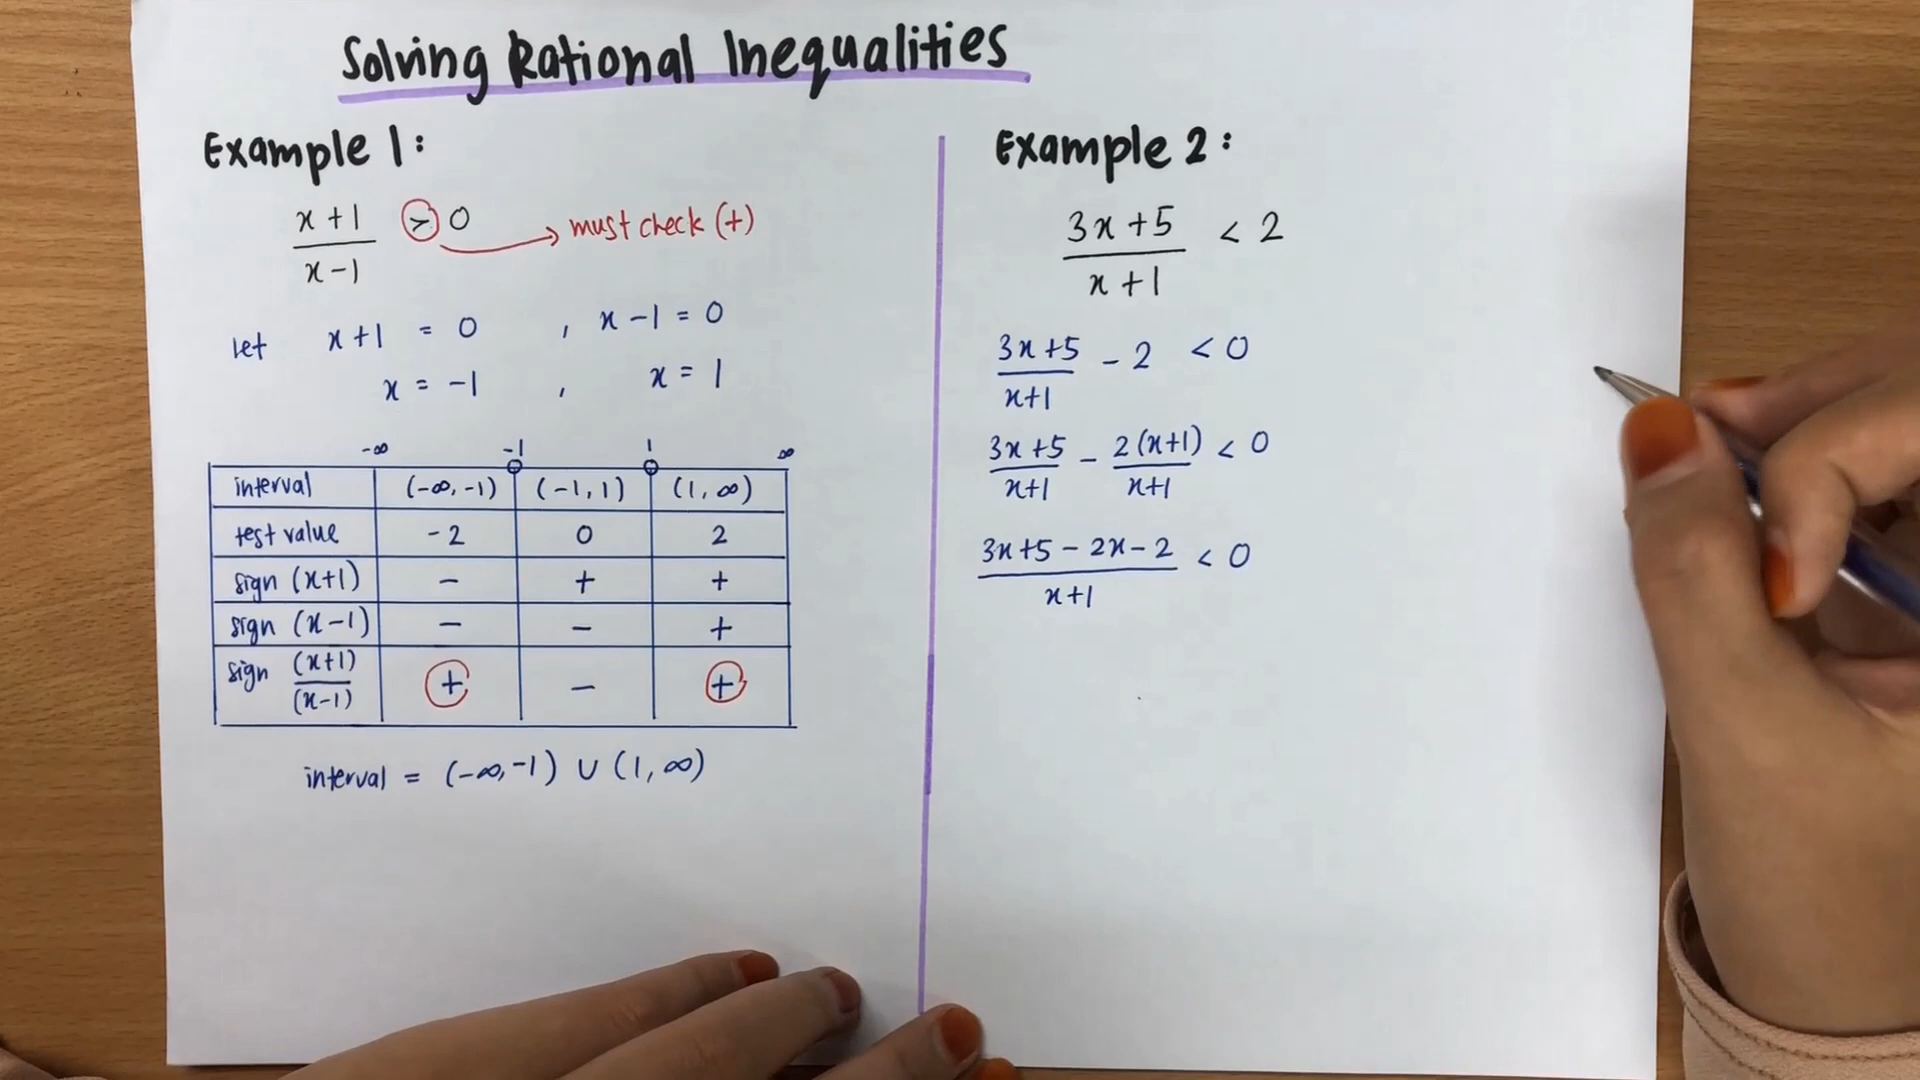 Solving Rational Inequalities
Example 1:
x+1 > 0 → must check (+)
x-1
let x+1 = 0 , x-1 = 0
x = -1 , x = 1
-∞ -1 1 ∞
interval (-∞,-1) (-1,1) (1,∞)
test value -2 0 2
sign (x+1) - + +
sign (x-1) - - +
sign (x+1) + - +
(x-1)
interval = (-∞,-1) ∪ (1,∞)
Example 2:
3x+5 < 2
x+1
3x+5 - 2 < 0
x+1
3x+5 - 2(x+1) < 0
x+1 x+1
3x+5-2x-2 < 0
x+1